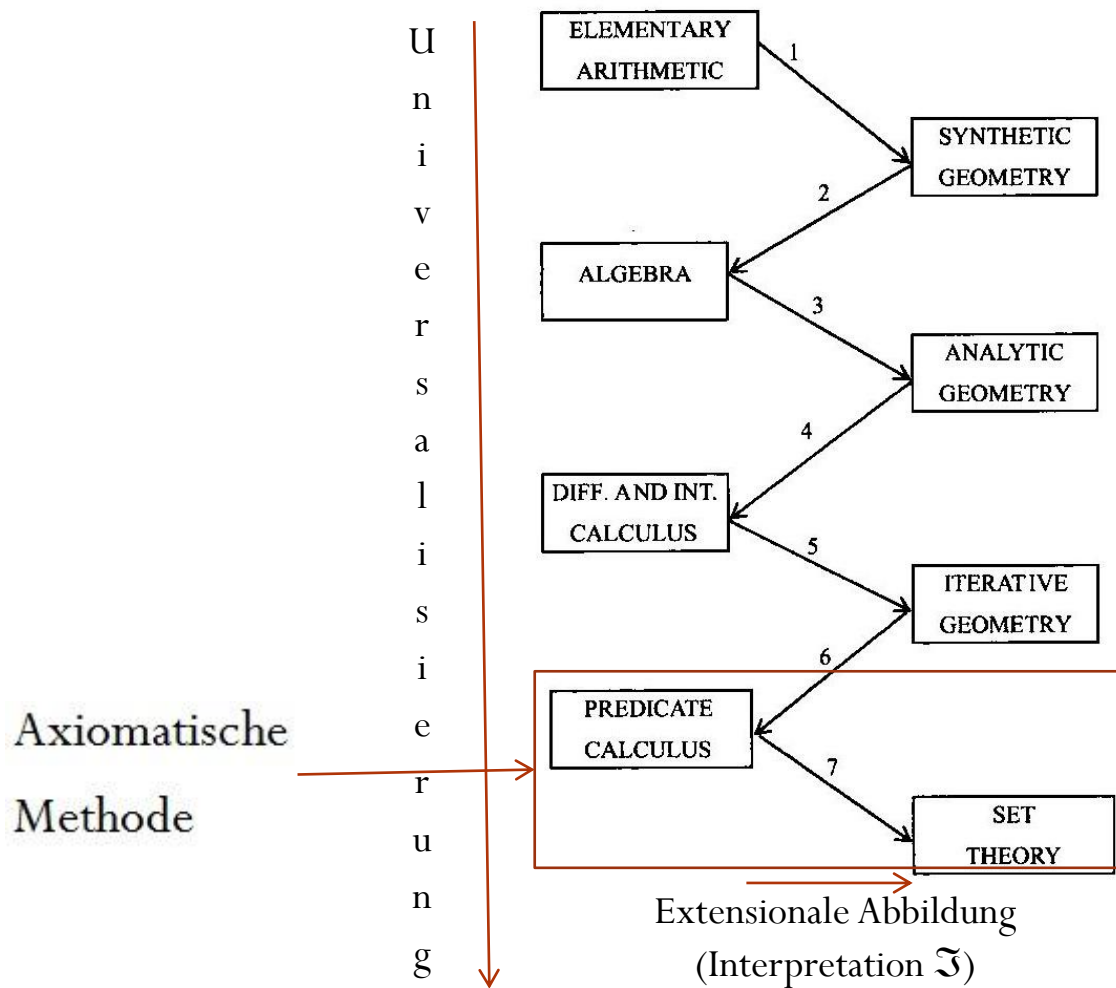 Universalisierung
ELEMENTARY
ARITHMETIC
1
SYNTHETIC
GEOMETRY
2
ALGEBRA
3
ANALYTIC
GEOMETRY
4
DIFF. AND INT.
CALCULUS
5
ITERATIVE
GEOMETRY
6
PREDICATE
CALCULUS
Axiomatische
Methode
7
SET
THEORY
Extensionale Abbildung
(Interpretation ℑ)